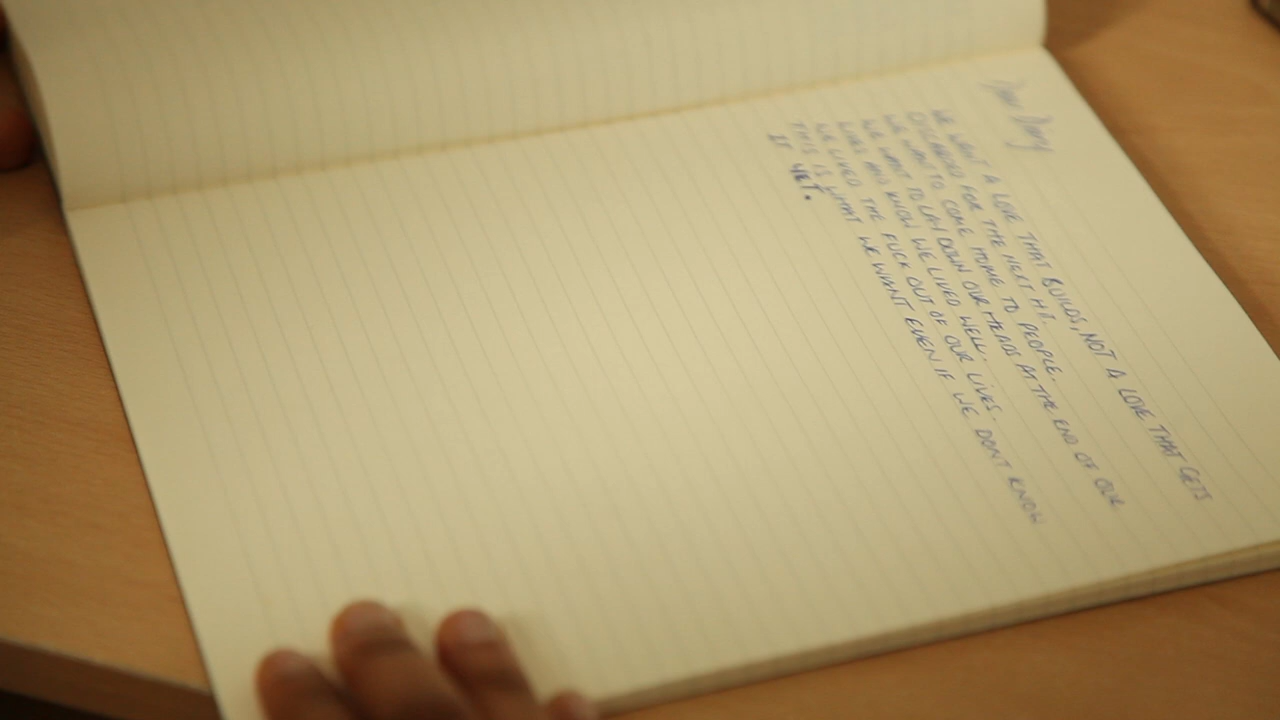 Dear Diary
WE WANT A LOVE THAT BUILDS, NOT A LOVE THAT GETS
DISCARDED FOR THE NEXT HIT.
WE WANT TO COME HOME TO PEOPLE.
WE WANT TO LAY DOWN OUR HEADS AT THE END OF OUR
LIVES AND KNOW WE LIVED WELL.
WE LIVED THE FUCK OUT OF OUR LIVES.
THIS IS WHAT WE WANT EVEN IF WE DON'T KNOW
IT YET.